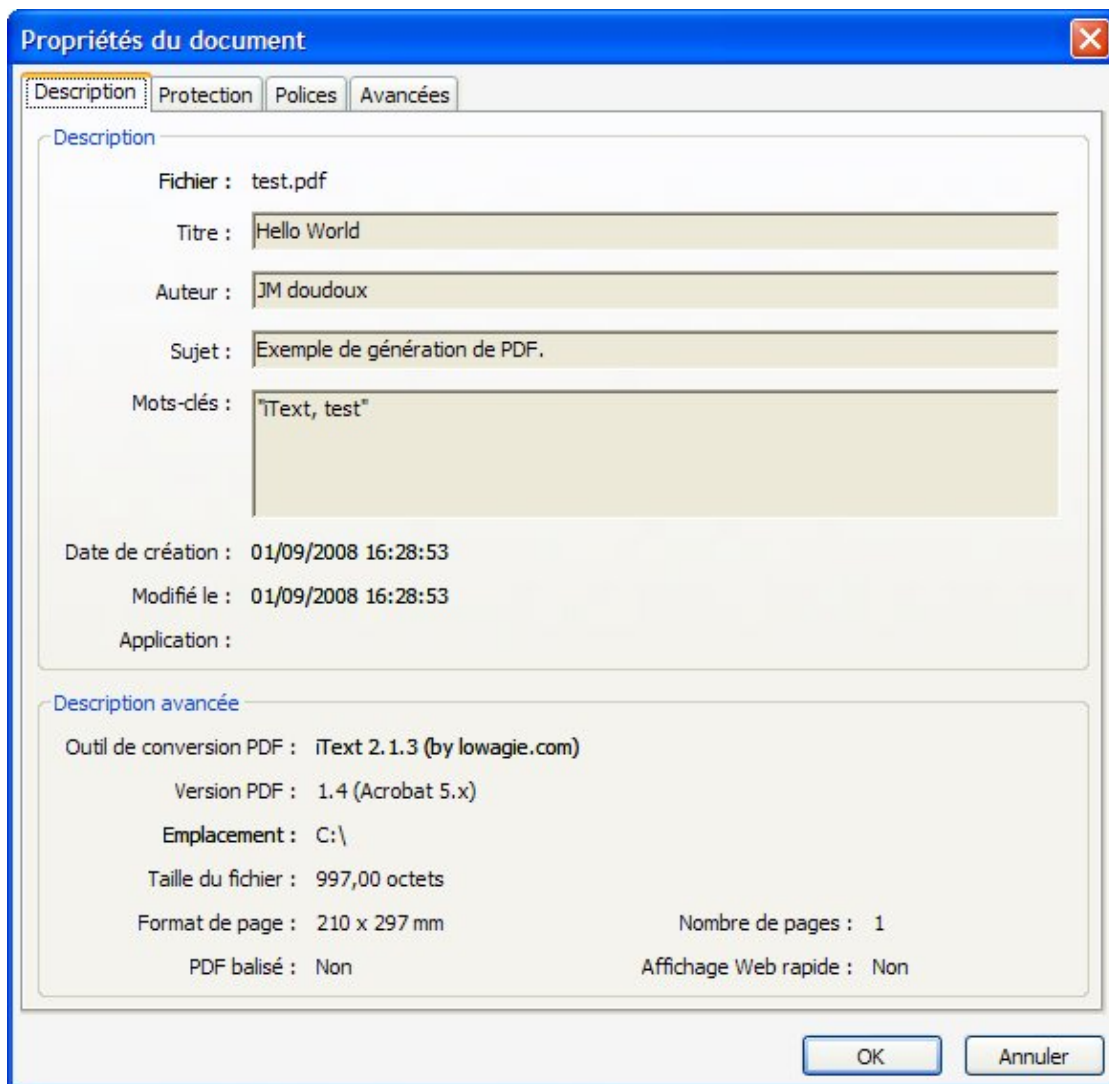 Propriétés du document
Description Protection Polices Avancées
Description
Fichier : test.pdf
Titre : Hello World
Auteur : JM doudoux
Sujet : Exemple de génération de PDF.
Mots-clés : "iText, test"
Date de création : 01/09/2008 16:28:53
Modifié le : 01/09/2008 16:28:53
Application :
Description avancée
Outil de conversion PDF : iText 2.1.3 (by lowagie.com)
Version PDF : 1.4 (Acrobat 5.x)
Emplacement : C:\
Taille du fichier : 997,00 octets
Format de page : 210 x 297 mm Nombre de pages : 1
PDF balisé : Non Affichage Web rapide : Non
OK Annuler